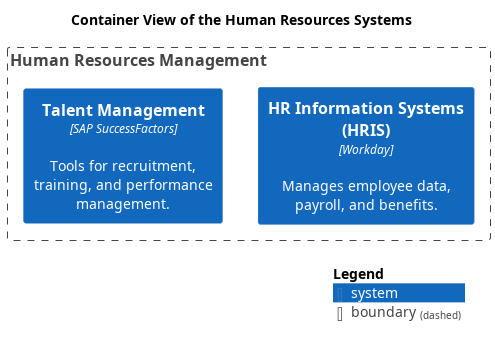 Container View of the Human Resources Systems
Human Resources Management
Talent Management
[SAP SuccessFactors]
Tools for recruitment,
training, and performance
management.
HR Information Systems
(HRIS)
[Workday]
Manages employee data,
payroll, and benefits.
Legend
system
boundary (dashed)